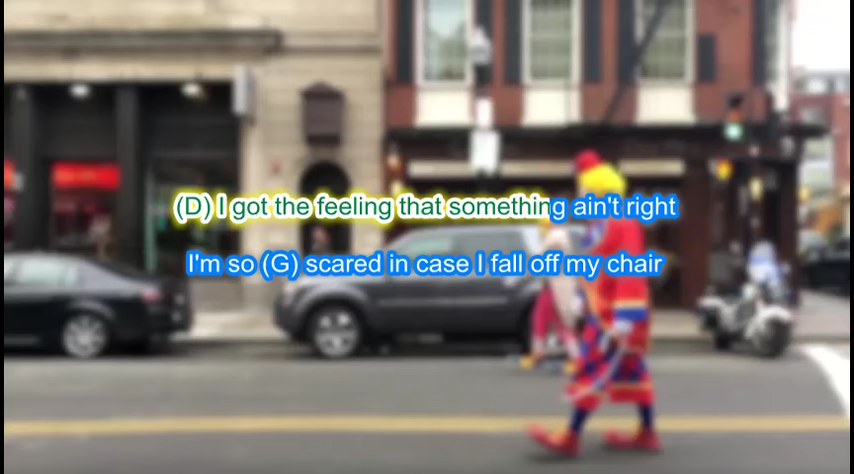 (D) I got the feeling that something ain't right
I'm so (G) scared in case I fall off my chair